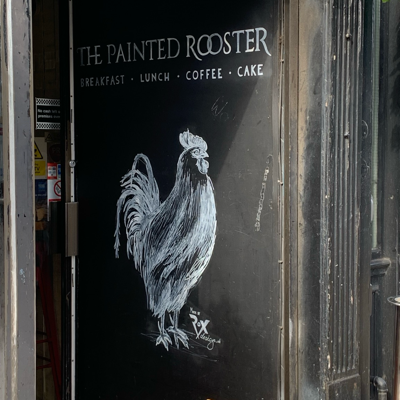 THE PAINTED ROOSTER
BREAKFAST · LUNCH · COFFEE · CAKE